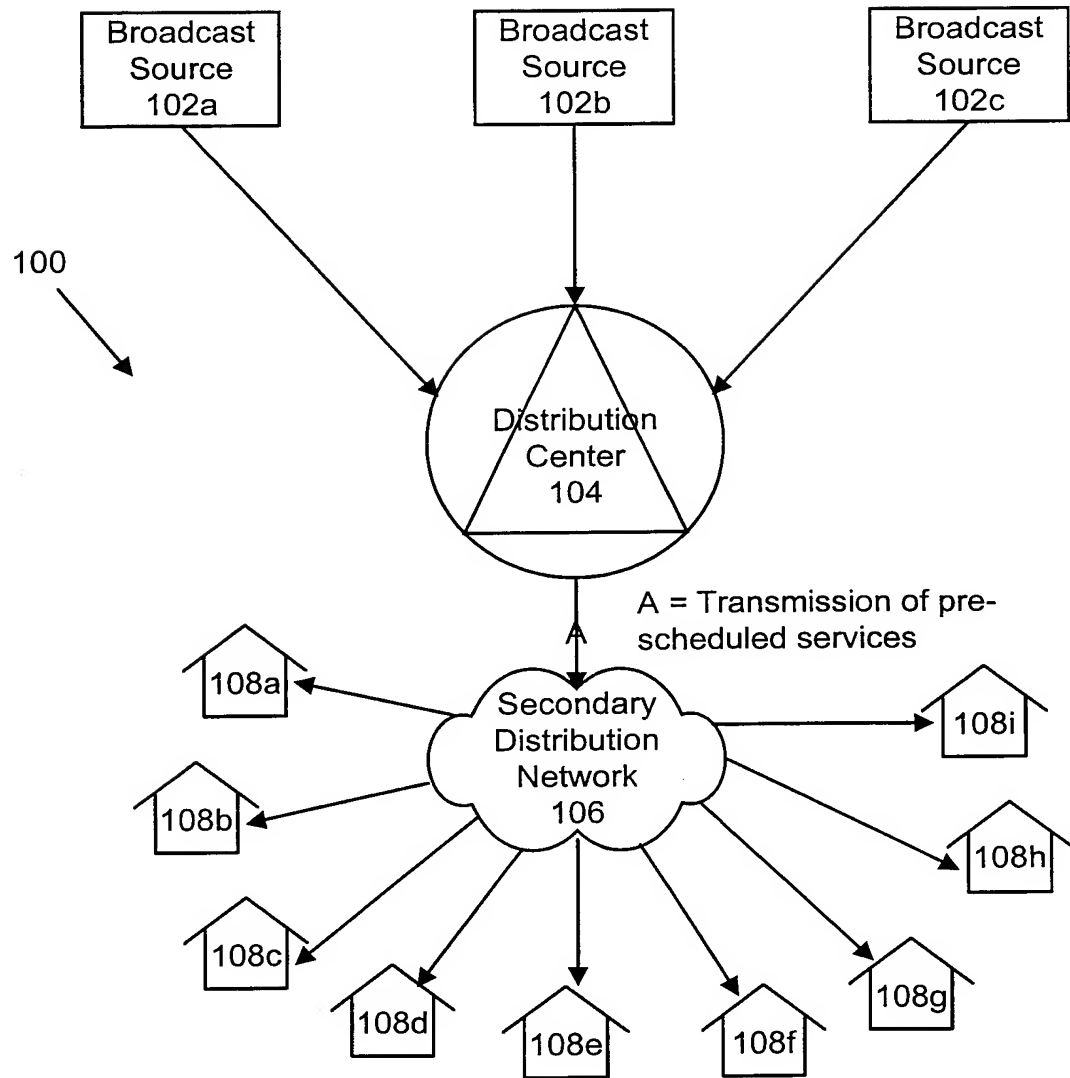 Broadcast
Source
102a
Broadcast
Source
102b
Broadcast
Source
102c
100
Distribution
Center
104
A
A = Transmission of pre-
scheduled services
Secondary
Distribution
Network
106
108a
108b
108c
108d
108e
108f
108g
108h
108i